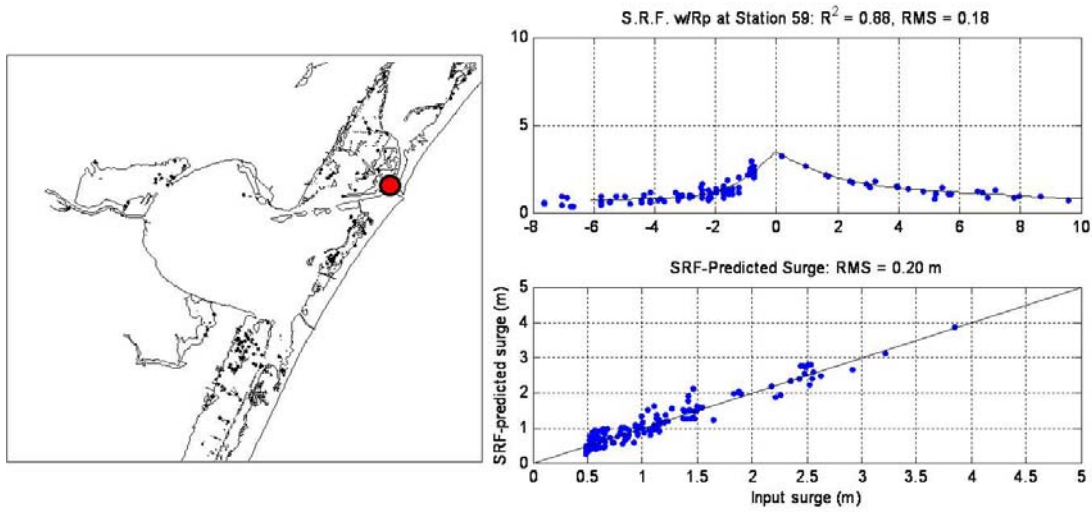 S.R.F. w/Rp at Station 59: R² = 0.88, RMS = 0.18
10
5
0
-8 -6 -4 -2 0 2 4 6 8 10
SRF-Predicted Surge: RMS = 0.20 m
SRF-predicted surge (m)
5
4
3
2
1
0
0 0.5 1 1.5 2 2.5 3 3.5 4 4.5 5
Input surge (m)